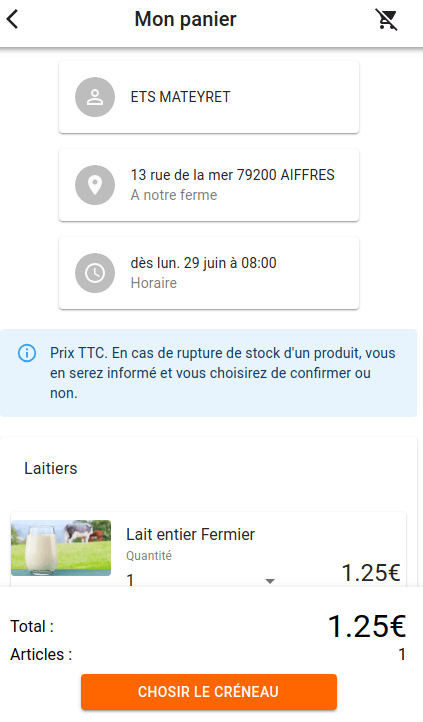 Mon panier
ETS MATEYRET
13 rue de la mer 79200 AIFFRES
A notre ferme
dès lun. 29 juin à 08:00
Horaire
Prix TTC. En cas de rupture de stock d'un produit, vous
en serez informé et vous choisirez de confirmer ou
non.
Laitiers
Lait entier Fermier
Quantité
1
1.25€
Total :
1.25€
Articles :
1
CHOSIR LE CRÉNEAU